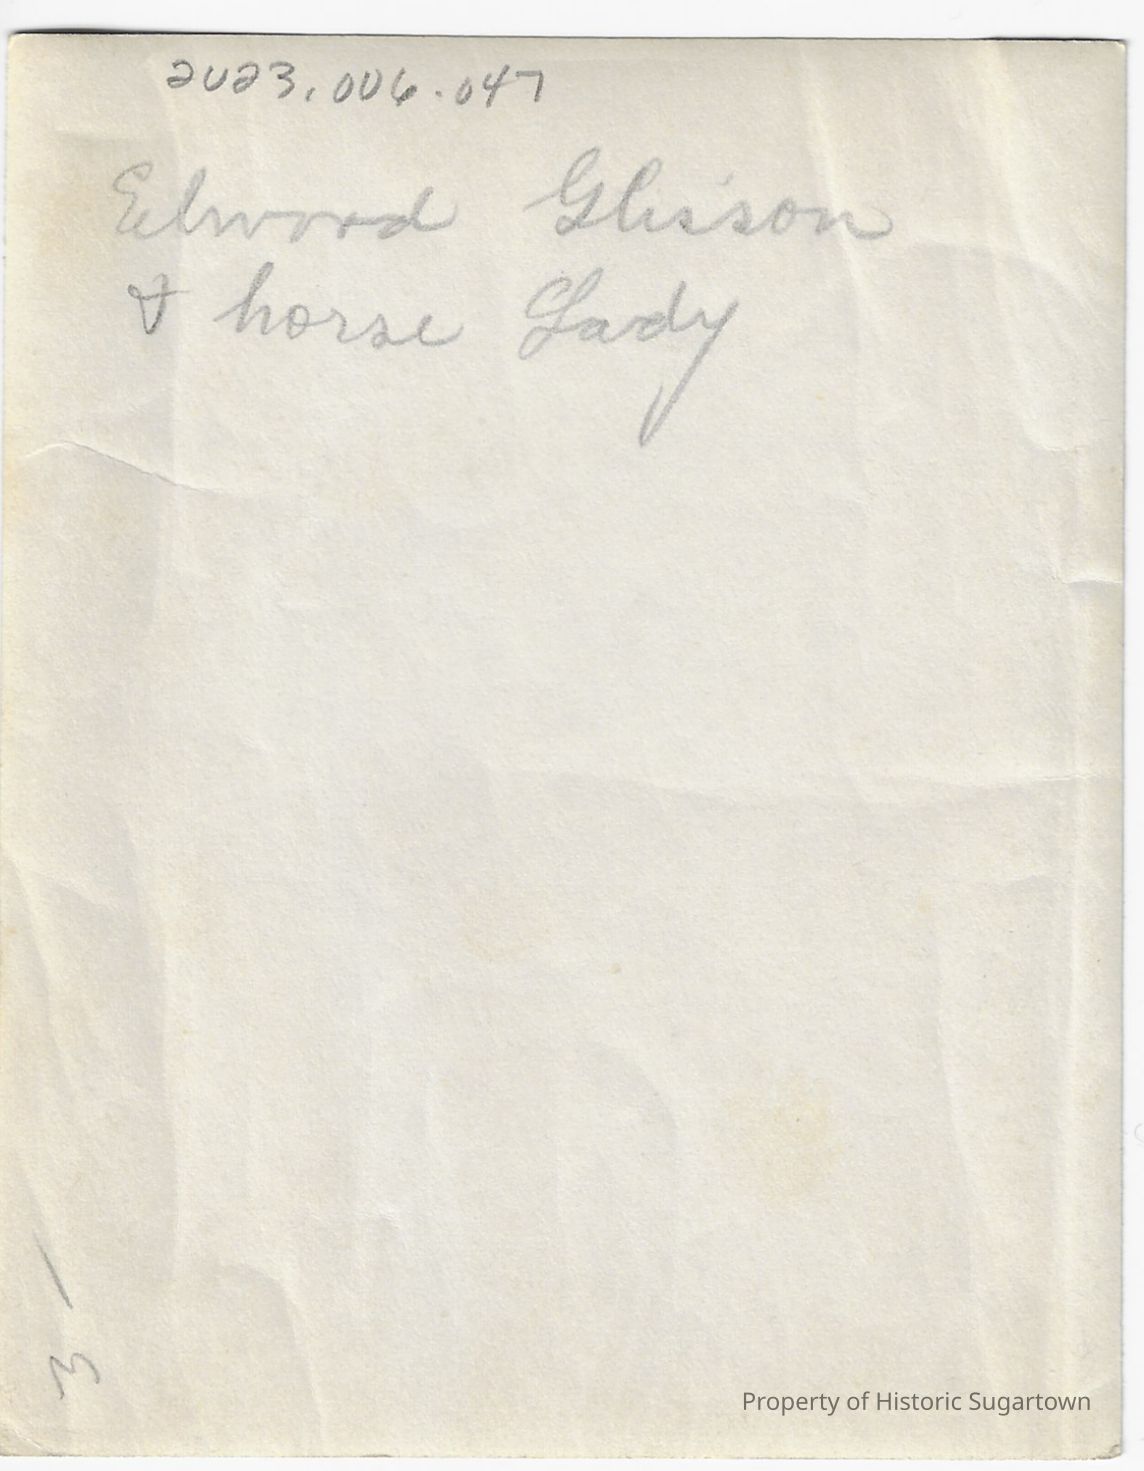 2023.006.047
Elwood Glisson
& horse Lady
3 -
Property of Historic Sugartown